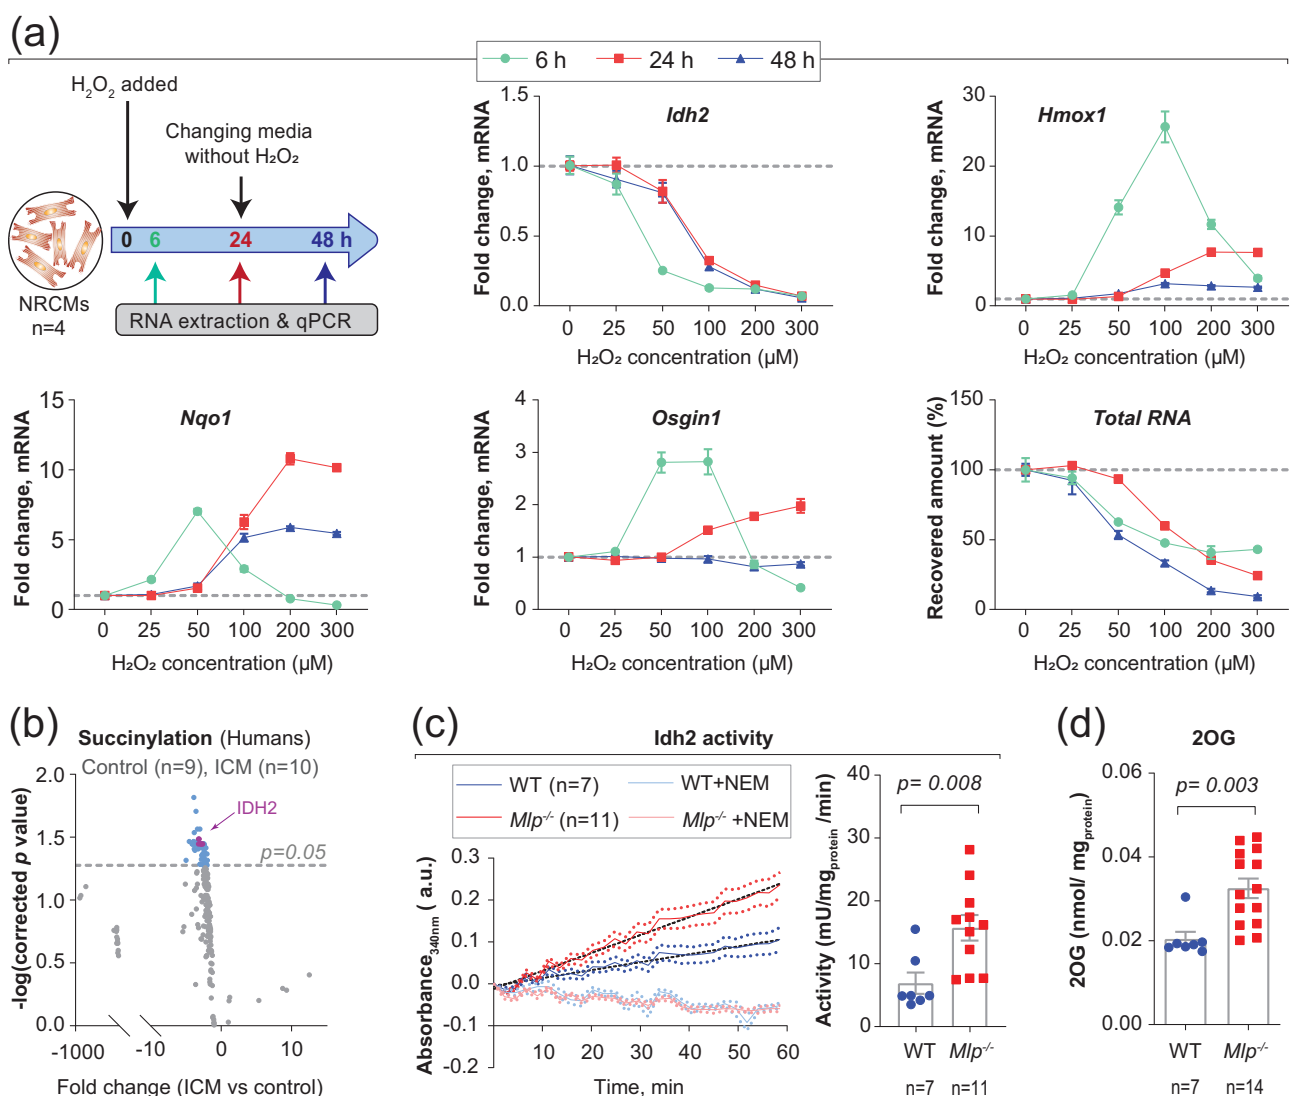 (a)
6 h 24 h 48 h
H₂O₂ added
Changing media
without H₂O₂
0 6 24 48 h
NRCMs
n=4
RNA extraction & qPCR
Idh2
Fold change, mRNA
1.5
1.0
0.5
0.0
0 25 50 100 200 300
H₂O₂ concentration (µM)
Hmox1
Fold change, mRNA
30
20
10
0
0 25 50 100 200 300
H₂O₂ concentration (µM)
Nqo1
Fold change, mRNA
15
10
5
0
0 25 50 100 200 300
H₂O₂ concentration (µM)
Osgin1
Fold change, mRNA
4
3
2
1
0
0 25 50 100 200 300
H₂O₂ concentration (µM)
Total RNA
Recovered amount (%)
150
100
50
0
0 25 50 100 200 300
H₂O₂ concentration (µM)
(b)
Succinylation (Humans)
Control (n=9), ICM (n=10)
-log(corrected p value)
2.0
1.5
1.0
0.5
0.0
IDH2
p=0.05
-1000 -10 0 10
Fold change (ICM vs control)
(c)
Idh2 activity
WT (n=7) WT+NEM
Mlp-/- (n=11) Mlp-/- +NEM
Absorbance340nm ( a.u.)
0.3
0.2
0.1
0.0
-0.1
-0.2
10 20 30 40 50 60
Time, min
Activity (mU/mgprotein /min)
40
30
20
10
0
p= 0.008
WT Mlp-/-
n=7 n=11
(d)
2OG
2OG (nmol/ mgprotein)
0.06
0.04
0.02
0.00
p= 0.003
WT Mlp-/-
n=7 n=14